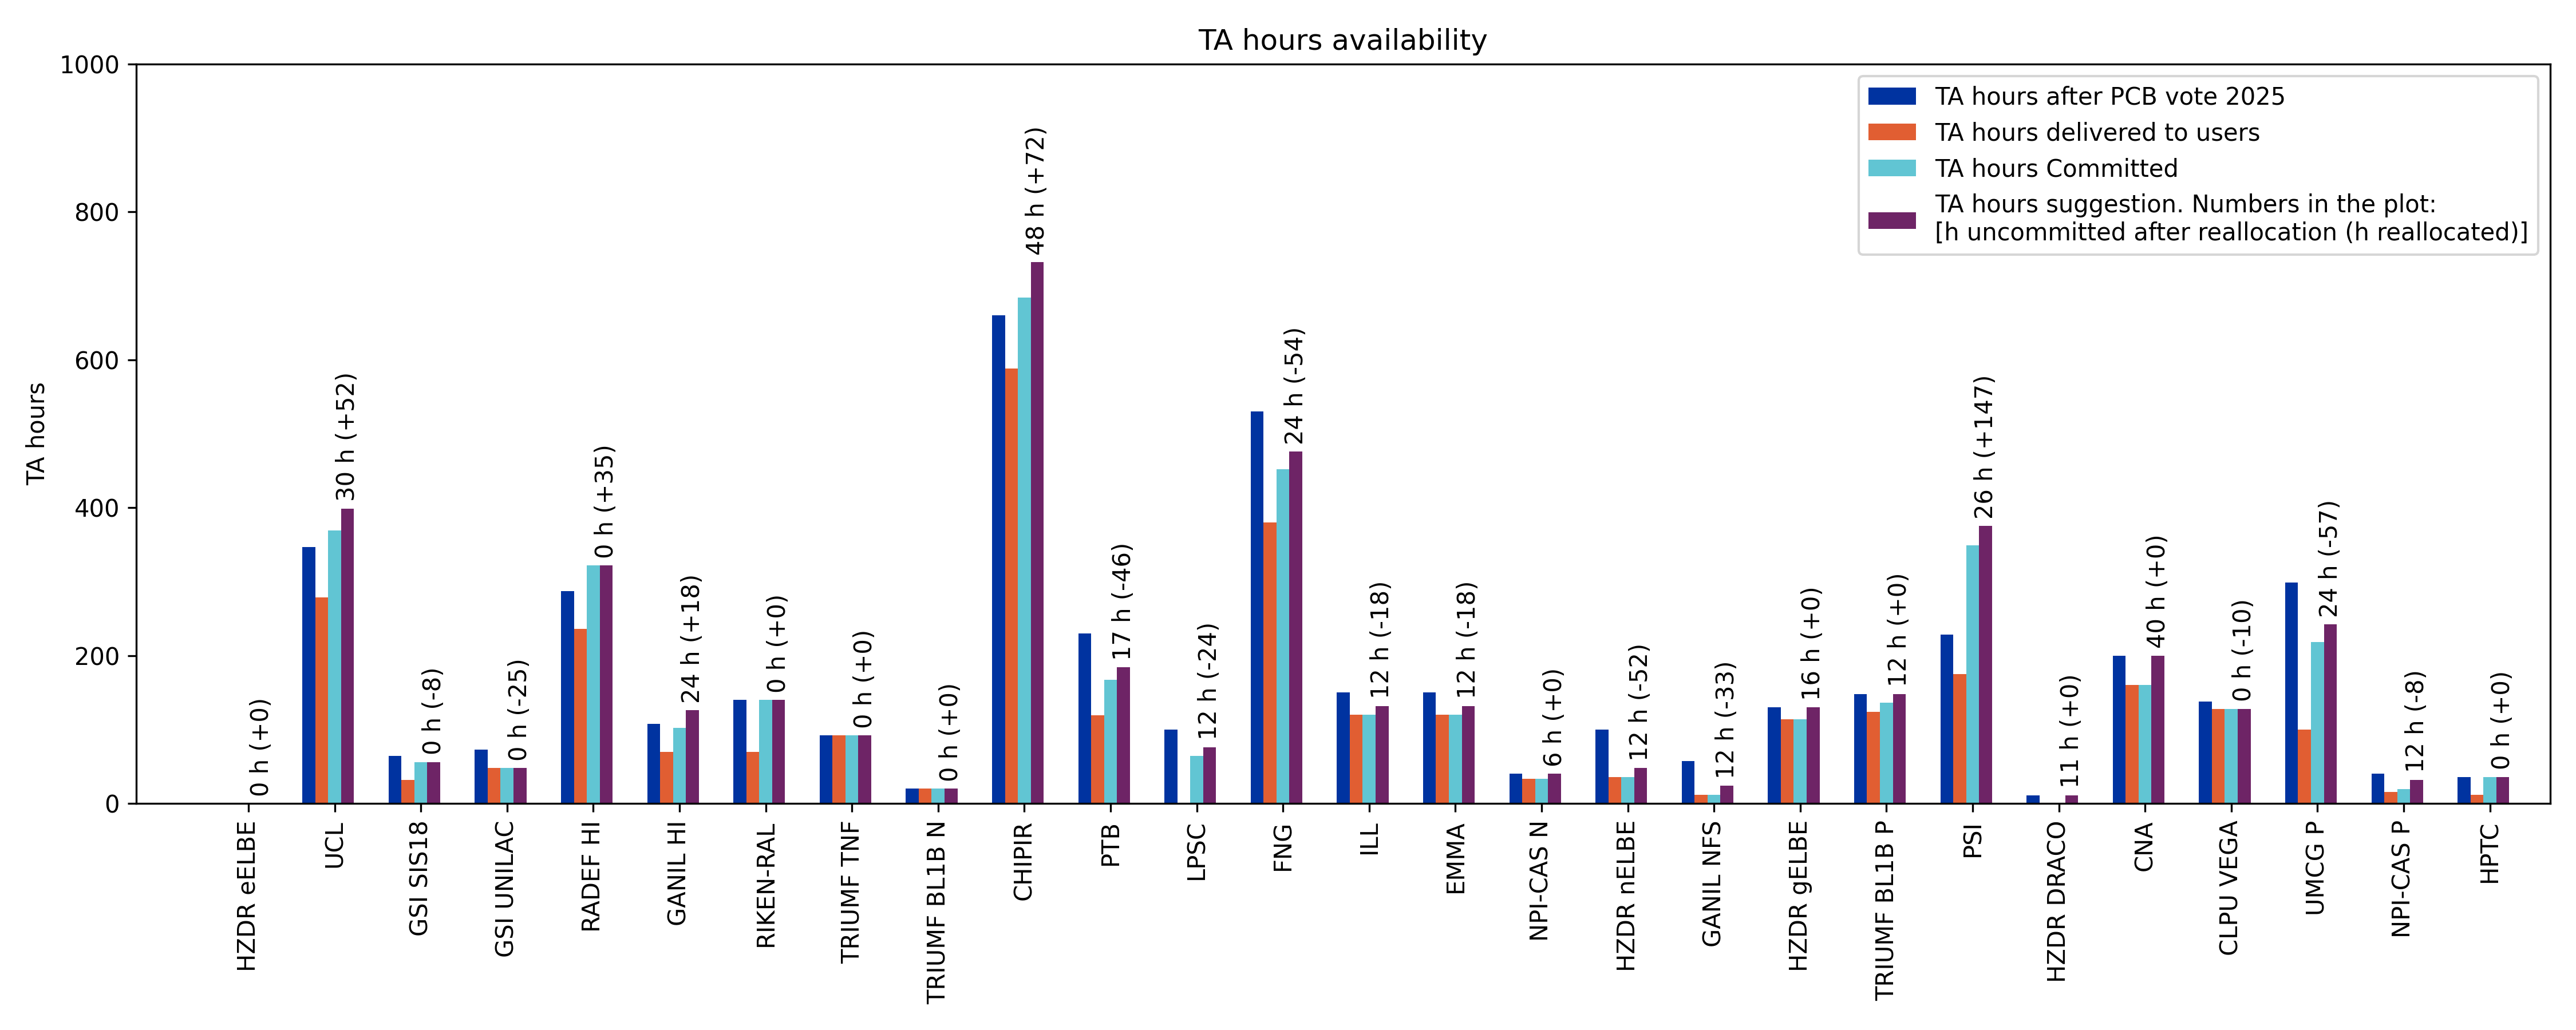 TA hours availability
TA hours after PCB vote 2025
TA hours delivered to users
TA hours Committed
TA hours suggestion. Numbers in the plot:
[h uncommitted after reallocation (h reallocated)]
TA hours
1000
800
600
400
200
0
0 h (+0)
30 h (+52)
0 h (-8)
0 h (-25)
0 h (+35)
24 h (+18)
0 h (+0)
0 h (+0)
0 h (+0)
48 h (+72)
17 h (-46)
12 h (-24)
24 h (-54)
12 h (-18)
12 h (-18)
6 h (+0)
12 h (-52)
12 h (-33)
16 h (+0)
12 h (+0)
26 h (+147)
11 h (+0)
40 h (+0)
0 h (-10)
24 h (-57)
12 h (-8)
0 h (+0)
HZDR eELBE
UCL
GSI SIS18
GSI UNILAC
RADEF HI
GANIL HI
RIKEN-RAL
TRIUMF TNF
TRIUMF BL1B N
CHIPIR
PTB
LPSC
FNG
ILL
EMMA
NPI-CAS N
HZDR nELBE
GANIL NFS
HZDR gELBE
TRIUMF BL1B P
PSI
HZDR DRACO
CNA
CLPU VEGA
UMCG P
NPI-CAS P
HPTC